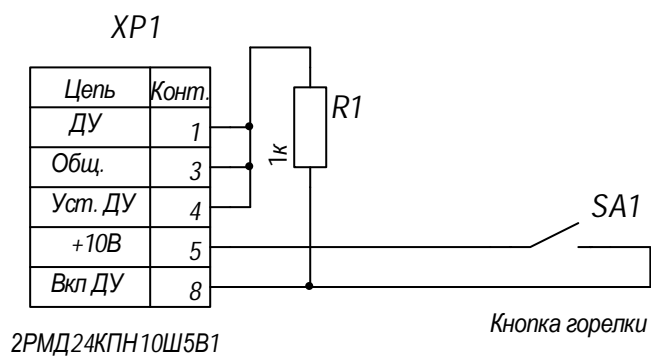 XP1
Цепь Конт.
ДУ 1
Общ. 3
Уст. ДУ 4
+10В 5
Вкл ДУ 8
R1
1к
SA1
Кнопка горелки
2РМД24КПН10Ш5В1